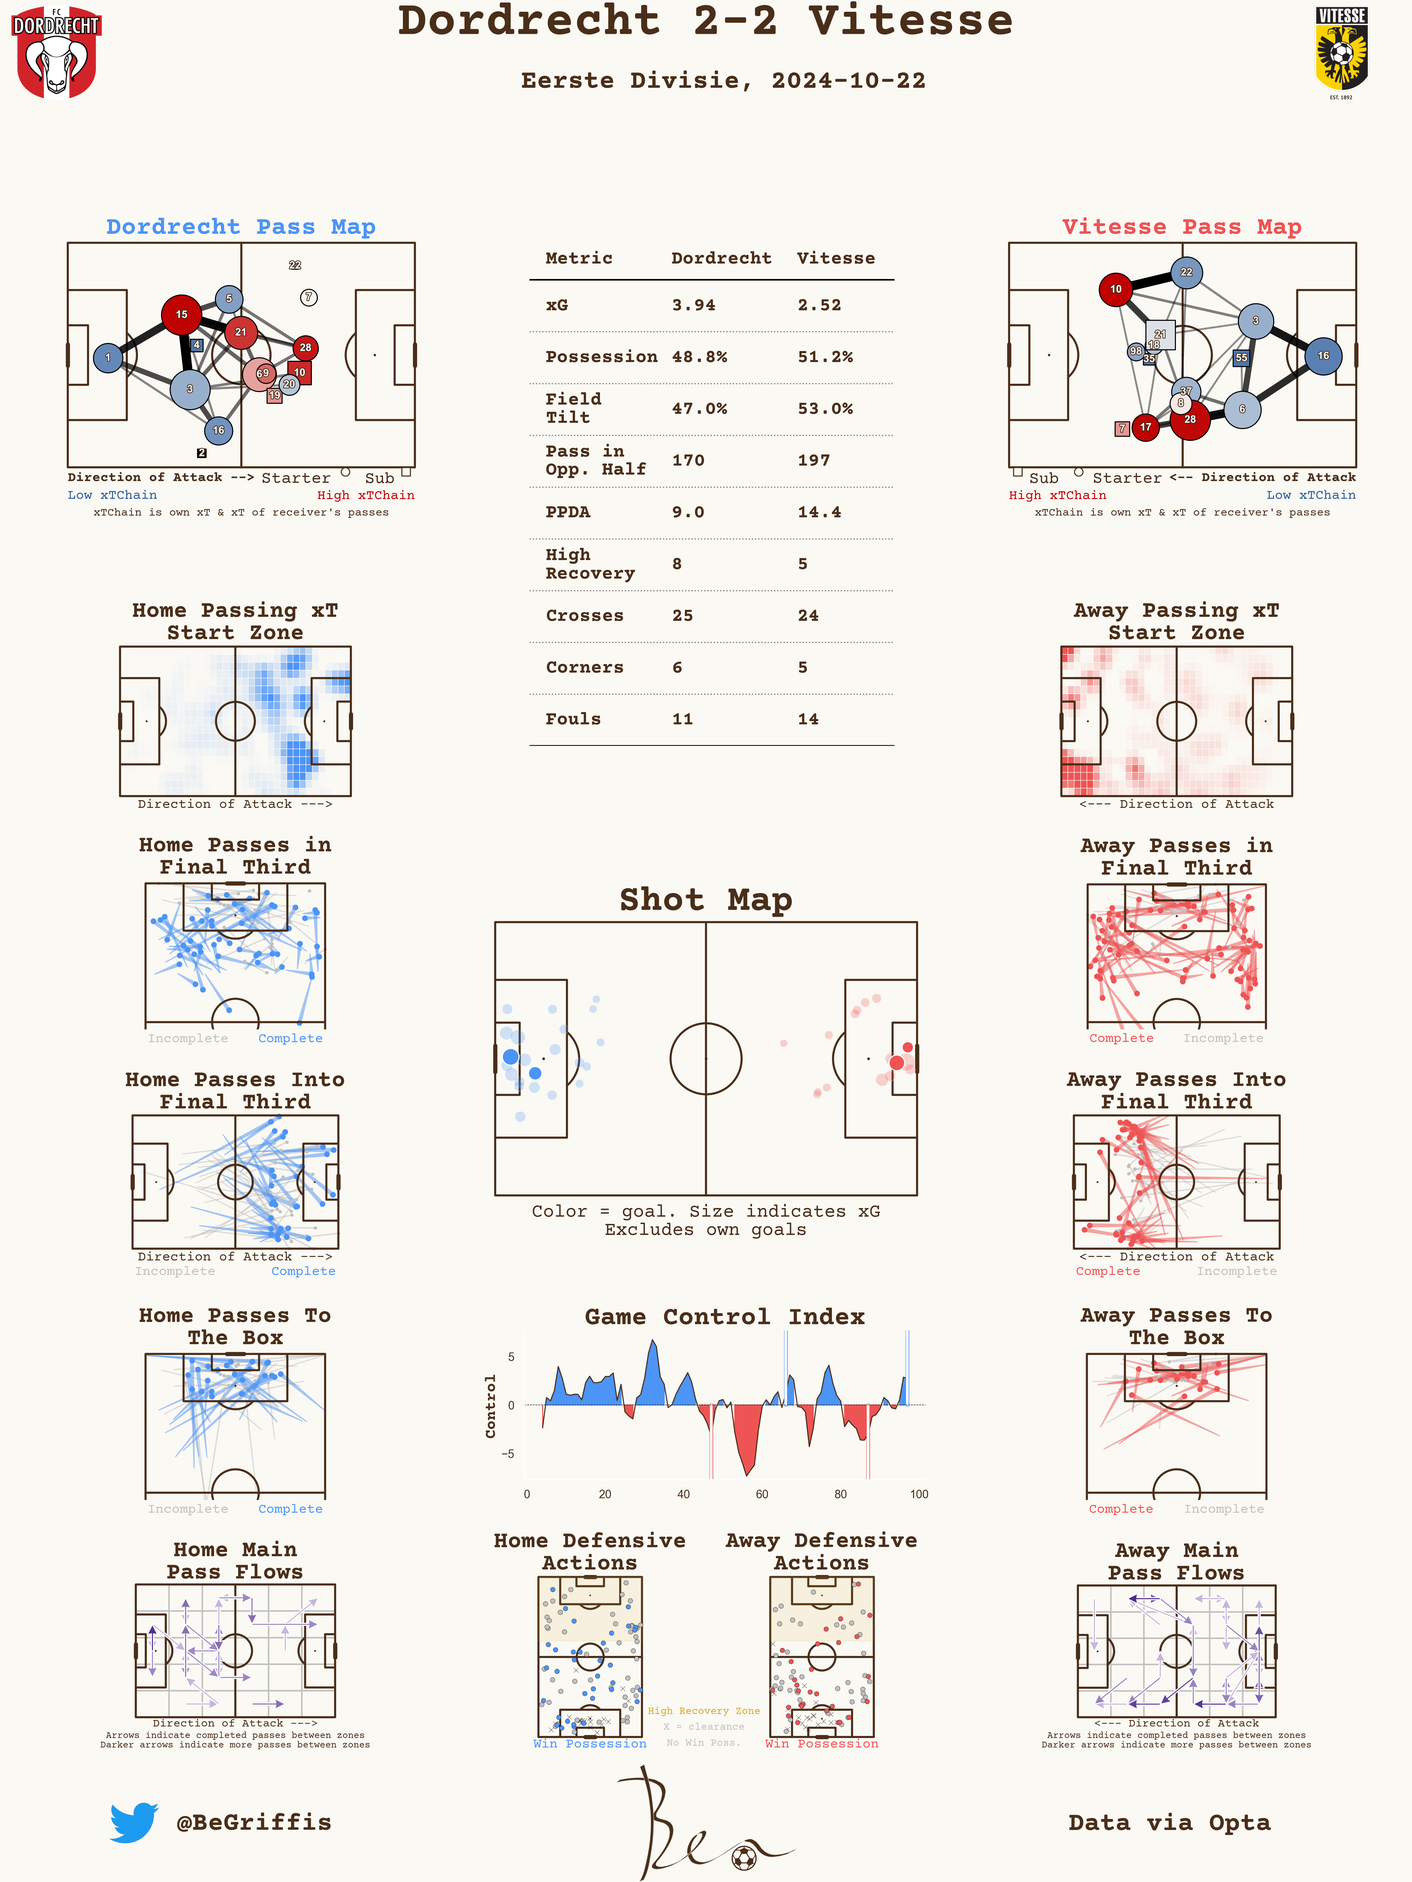 Dordrecht 2-2 Vitesse
Eerste Divisie, 2024-10-22
FC
DORDRECHT
VITESSE
EST. 1892
Dordrecht Pass Map
22
7
5
15
21
4
1
28
69
10
20
3
19
16
2
Direction of Attack --> Starter Sub
Low xTChain High xTChain
xTChain is own xT & xT of receiver's passes
Metric Dordrecht Vitesse
xG 3.94 2.52
Possession 48.8% 51.2%
Field
Tilt 47.0% 53.0%
Pass in
Opp. Half 170 197
PPDA 9.0 14.4
High
Recovery 8 5
Crosses 25 24
Corners 6 5
Fouls 11 14
Vitesse Pass Map
22
10
3
21
18
98
35
55
16
37
8
6
28
17
7
Sub Starter <-- Direction of Attack
High xTChain Low xTChain
xTChain is own xT & xT of receiver's passes
Home Passing xT
Start Zone
Direction of Attack --->
Away Passing xT
Start Zone
<--- Direction of Attack
Home Passes in
Final Third
Incomplete Complete
Away Passes in
Final Third
Complete Incomplete
Shot Map
Color = goal. Size indicates xG
Excludes own goals
Home Passes Into
Final Third
Direction of Attack --->
Incomplete Complete
Away Passes Into
Final Third
<--- Direction of Attack
Complete Incomplete
Home Passes To
The Box
Incomplete Complete
Game Control Index
Control
5
0
−5
0 20 40 60 80 100
Away Passes To
The Box
Complete Incomplete
Home Main
Pass Flows
Direction of Attack --->
Arrows indicate completed passes between zones
Darker arrows indicate more passes between zones
Home Defensive
Actions
Win Possession
High Recovery Zone
X = clearance
No Win Poss.
Away Defensive
Actions
Win Possession
Away Main
Pass Flows
<--- Direction of Attack
Arrows indicate completed passes between zones
Darker arrows indicate more passes between zones
@BeGriffis
Ben
Data via Opta